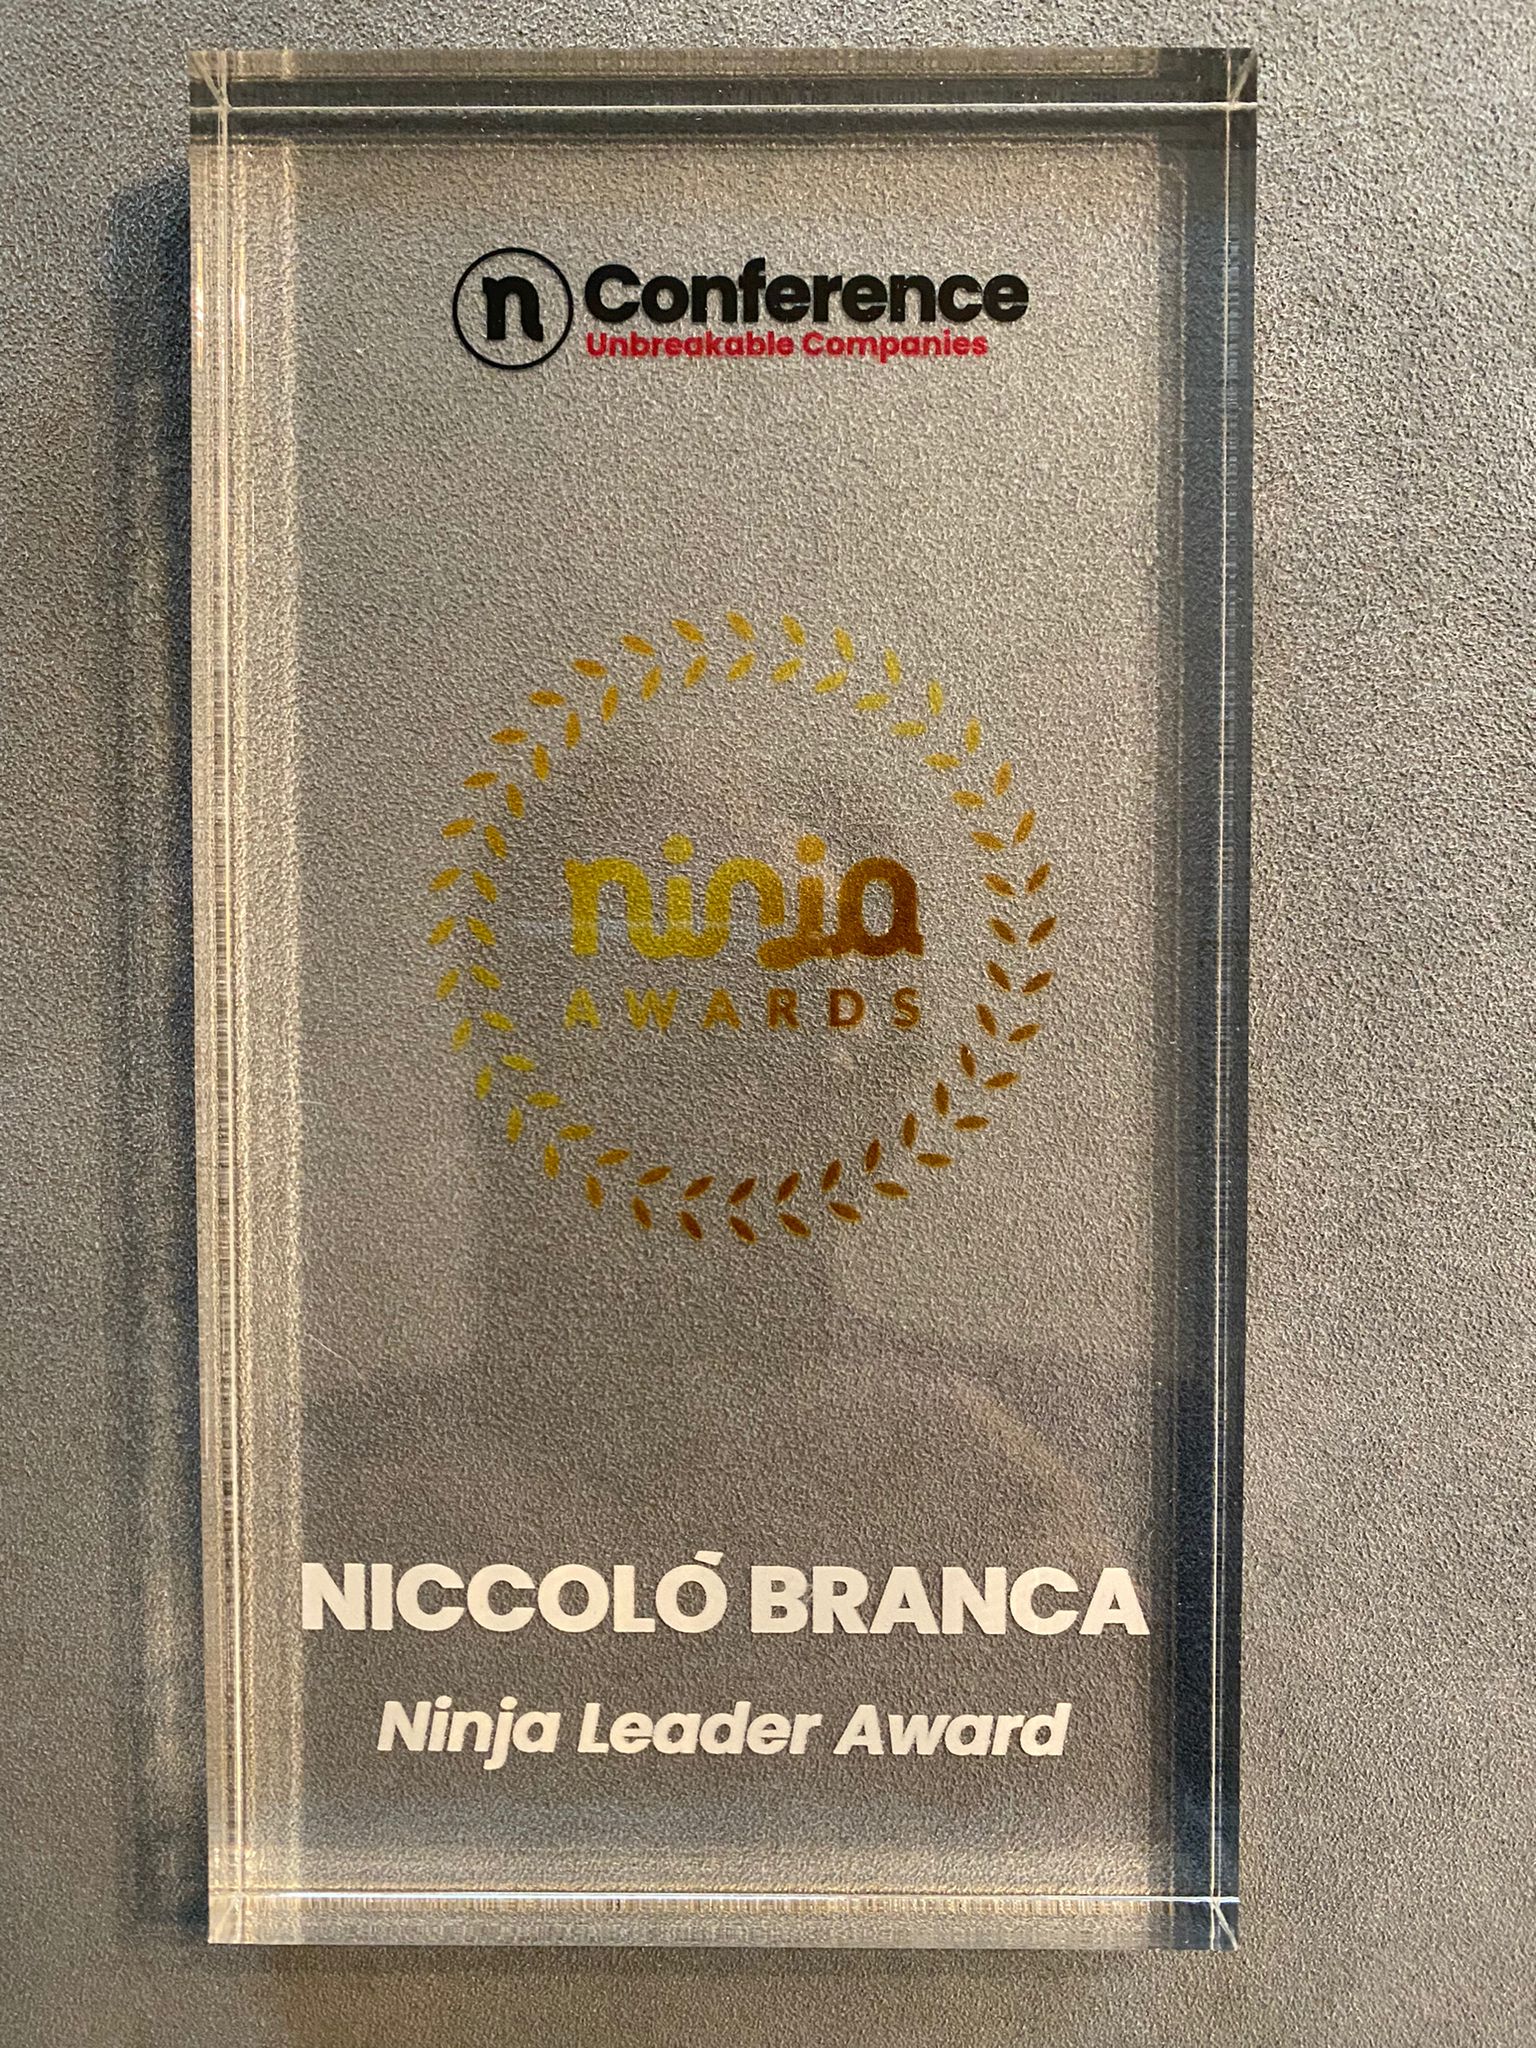 n Conference
Unbreakable Companies
ninja
AWARDS
NICCOLÓ BRANCA
Ninja Leader Award